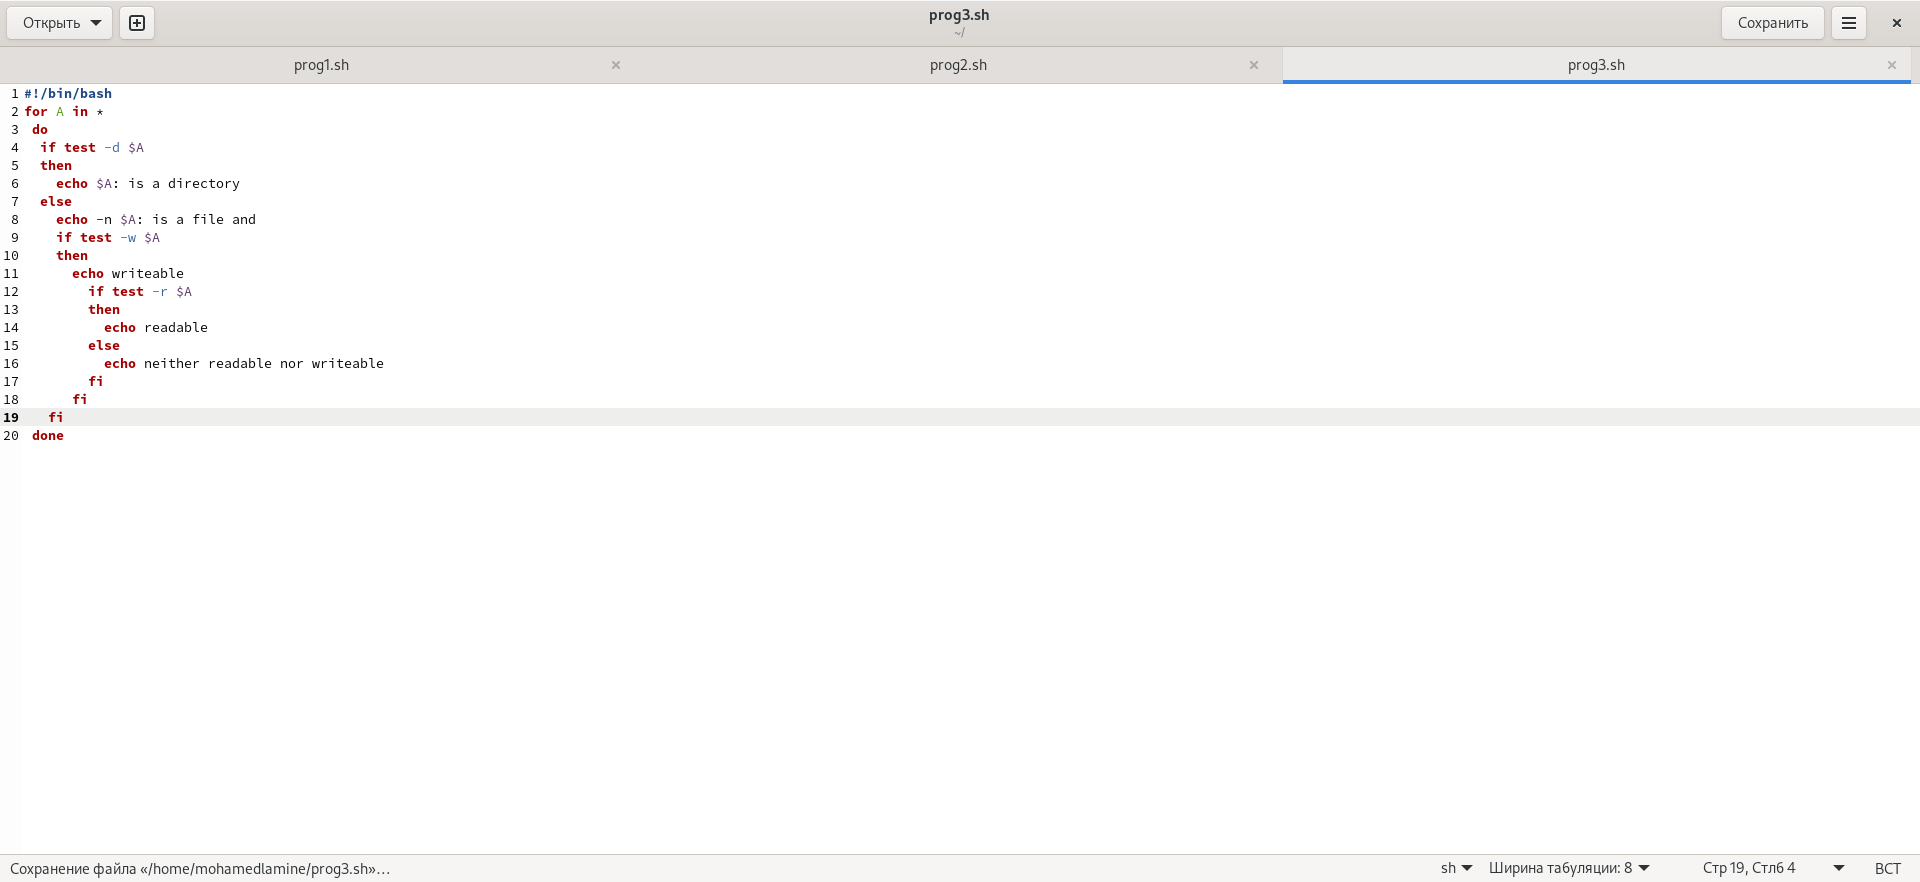 Открыть
prog3.sh
~/
Сохранить
prog1.sh
prog2.sh
prog3.sh
1 #!/bin/bash
2 for A in *
3 do
4 if test -d $A
5 then
6 echo $A: is a directory
7 else
8 echo -n $A: is a file and
9 if test -w $A
10 then
11 echo writeable
12 if test -r $A
13 then
14 echo readable
15 else
16 echo neither readable nor writeable
17 fi
18 fi
19 fi
20 done
Сохранение файла «/home/mohamedlamine/prog3.sh»… sh Ширина табуляции: 8 Стр 19, Стлб 4 ВСТ